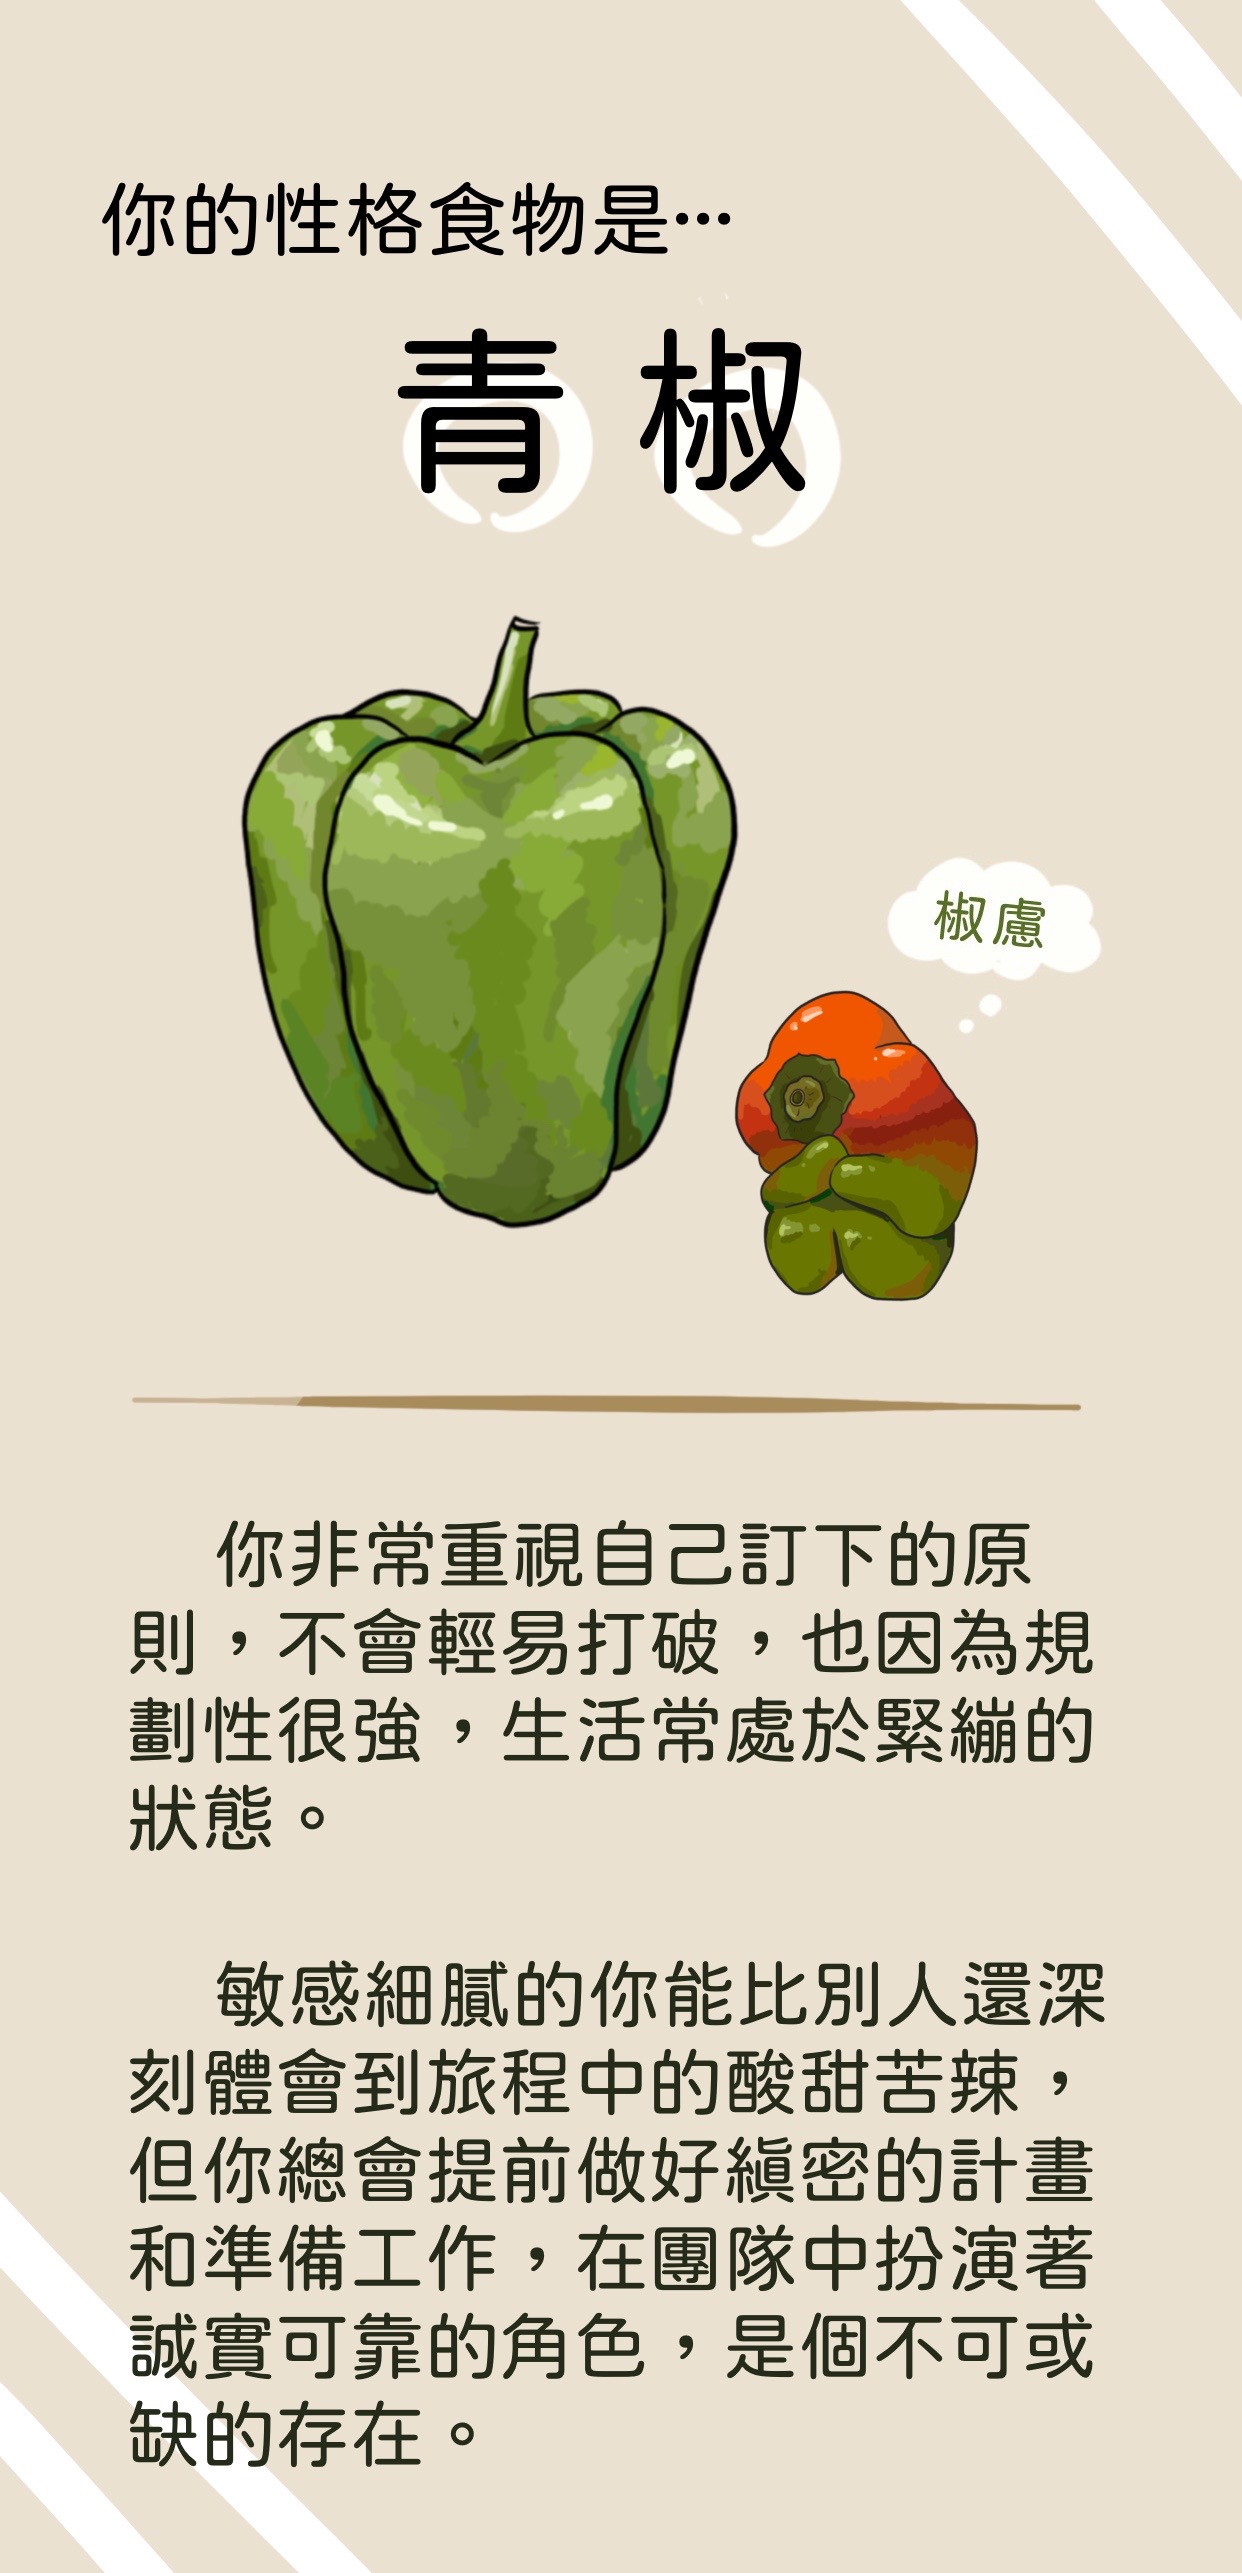 你的性格食物是…
青椒
椒慮
你非常重視自己訂下的原
則，不會輕易打破，也因為規
劃性很強，生活常處於緊繃的
狀態。
敏感細膩的你能比別人還深
刻體會到旅程中的酸甜苦辣，
但你總會提前做好縝密的計畫
和準備工作，在團隊中扮演著
誠實可靠的角色，是個不可或
缺的存在。